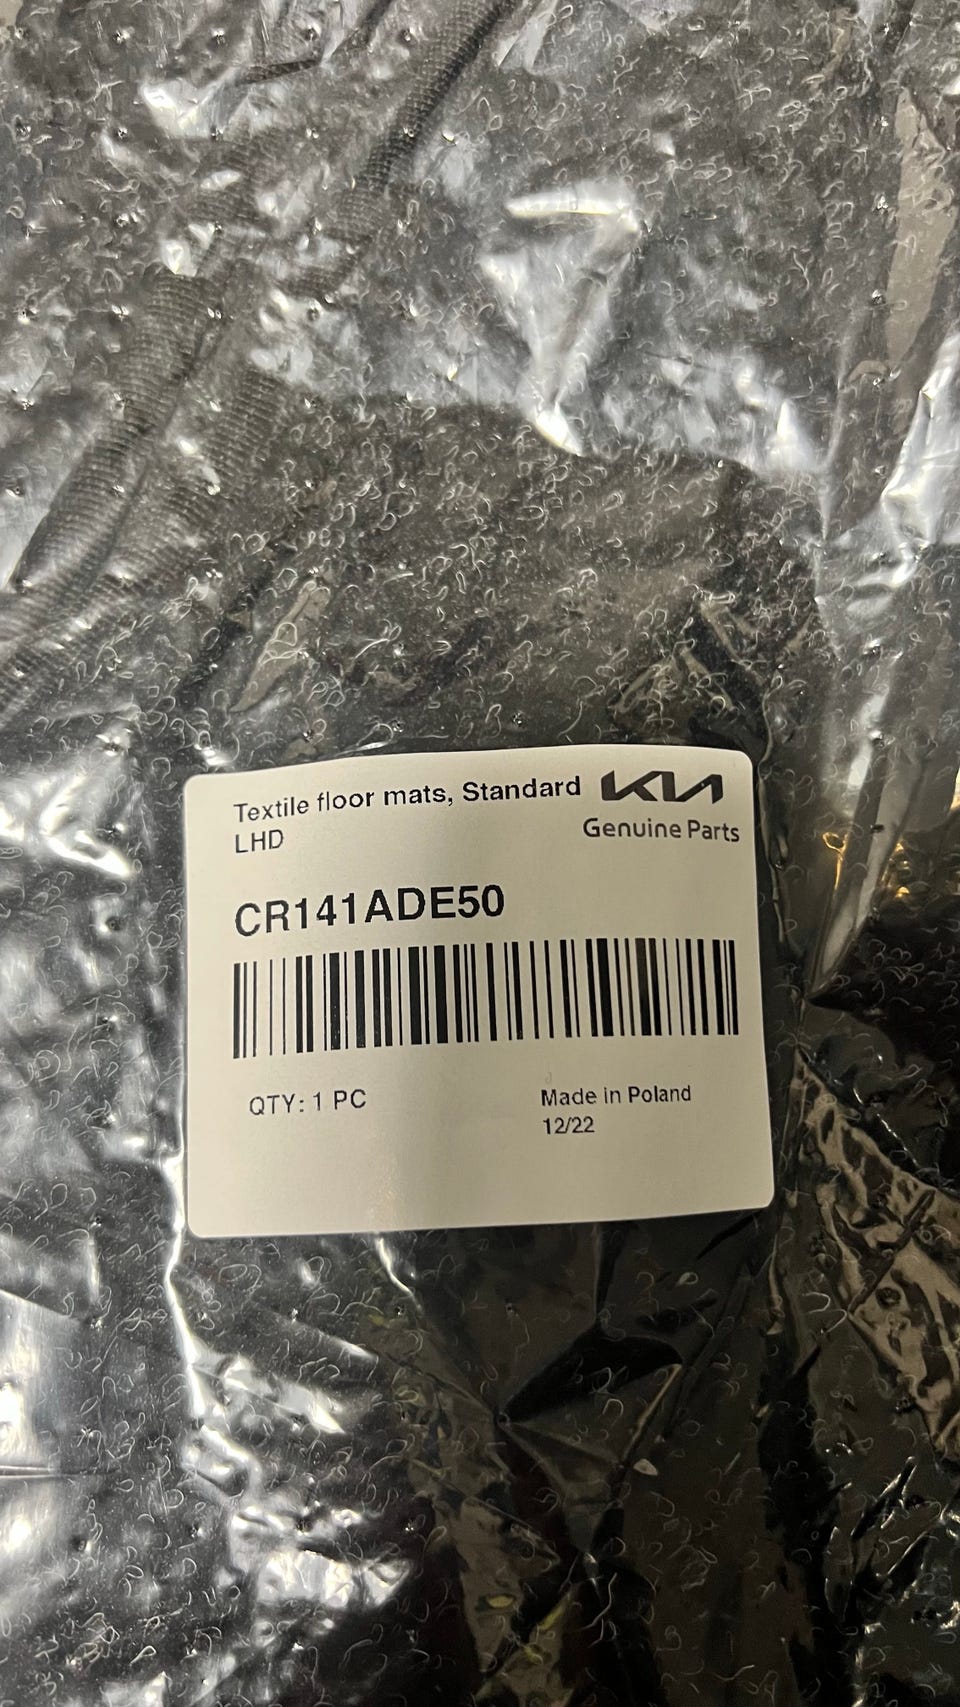 Textile floor mats, Standard
LHD
KIA
Genuine Parts
CR141ADE50
QTY: 1 PC
Made in Poland
12/22